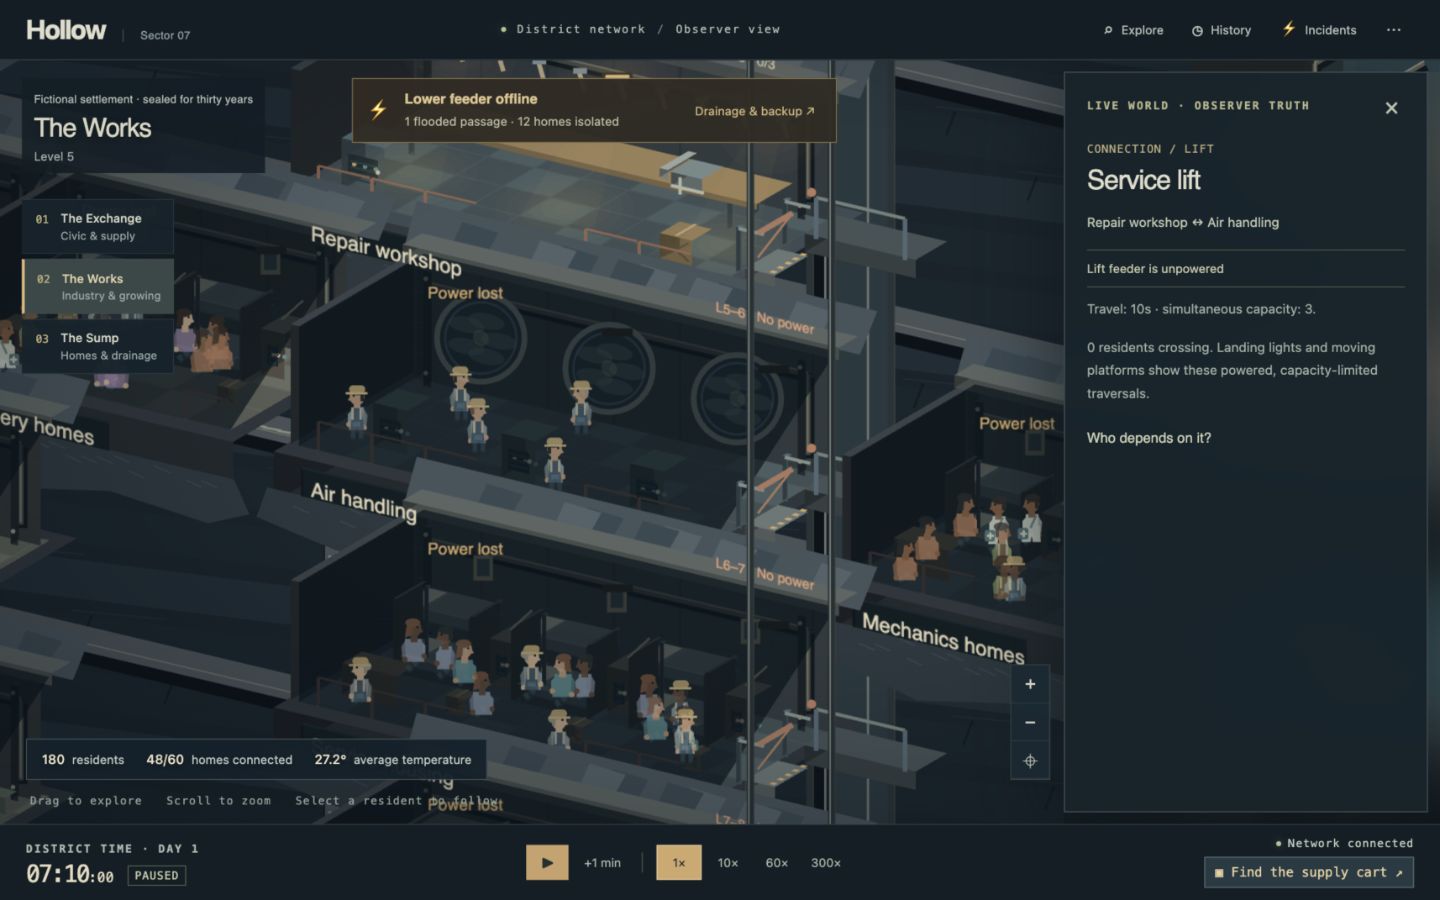 Hollow
Sector 07
District network / Observer view
Explore
History
Incidents
Fictional settlement · sealed for thirty years
The Works
Level 5
Lower feeder offline
1 flooded passage · 12 homes isolated
Drainage & backup ↗
01 The Exchange
Civic & supply
02 The Works
Industry & growing
03 The Sump
Homes & drainage
0/3
Repair workshop
Power lost
L5–6 No power
ery homes
Air handling
Power lost
L6–7 No power
Power lost
Mechanics homes
ng
Power lost
L7–8
LIVE WORLD · OBSERVER TRUTH
CONNECTION / LIFT
Service lift
Repair workshop ↔ Air handling
Lift feeder is unpowered
Travel: 10s · simultaneous capacity: 3.
0 residents crossing. Landing lights and moving
platforms show these powered, capacity-limited
traversals.
Who depends on it?
180 residents 48/60 homes connected 27.2° average temperature
Drag to explore Scroll to zoom Select a resident to follow
DISTRICT TIME · DAY 1
07:10:00 PAUSED
+1 min 1× 10× 60× 300×
Network connected
Find the supply cart ↗